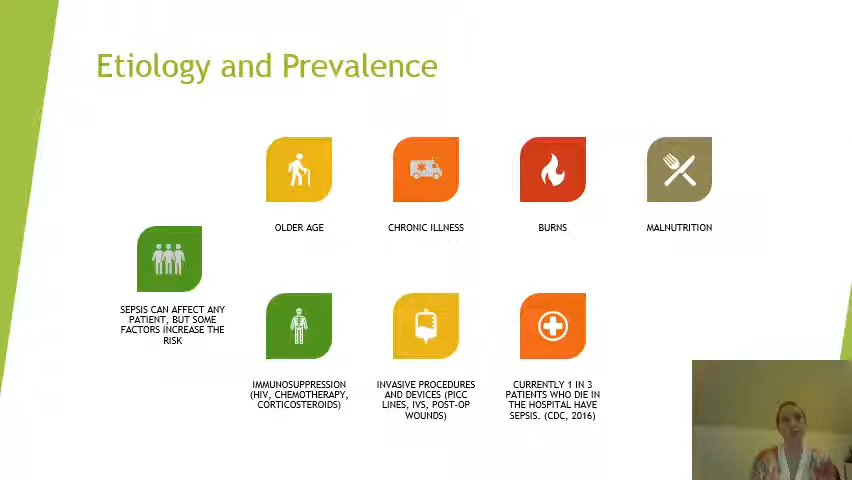 Etiology and Prevalence
OLDER AGE
CHRONIC ILLNESS
BURNS
MALNUTRITION
SEPSIS CAN AFFECT ANY
PATIENT, BUT SOME
FACTORS INCREASE THE
RISK
IMMUNOSUPPRESSION
(HIV, CHEMOTHERAPY,
CORTICOSTEROIDS)
INVASIVE PROCEDURES
AND DEVICES (PICC
LINES, IVS, POST-OP
WOUNDS)
CURRENTLY 1 IN 3
PATIENTS WHO DIE IN
THE HOSPITAL HAVE
SEPSIS. (CDC, 2016)